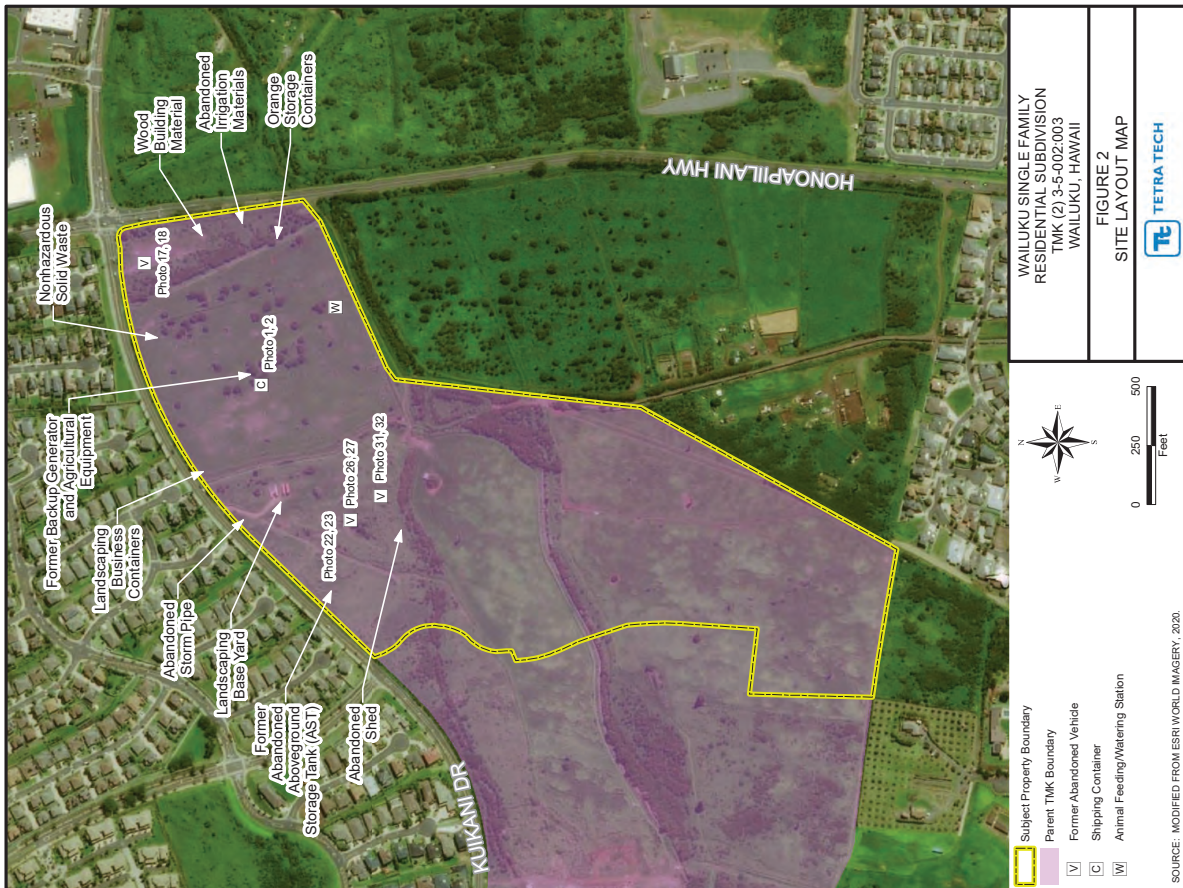 Nonhazardous
Solid Waste
Wood
Building
Material
Abandoned
Irrigation
Materials
Orange
Storage
Containers
Former Backup Generator
and Agricultural
Equipment
Landscaping
Business
Containers
Abandoned
Storm Pipe
Landscaping
Base Yard
Former
Abandoned
Aboveground
Storage Tank (AST)
Abandoned
Shed
V
Photo 17, 18
C
Photo 1, 2
W
V
Photo 26, 27
V
Photo 31, 32
Photo 22, 23
KUIKANI DR
HONOAPIILANI HWY
Subject Property Boundary
Parent TMK Boundary
V Former Abandoned Vehicle
C Shipping Container
W Animal Feeding/Watering Station
SOURCE: MODIFIED FROM ESRI WORLD IMAGERY, 2020.
N
W
E
S
0 250 500
Feet
WAILUKU SINGLE FAMILY
RESIDENTIAL SUBDIVISION
TMK (2) 3-5-002:003
WAILUKU, HAWAII
FIGURE 2
SITE LAYOUT MAP
Tt TETRA TECH